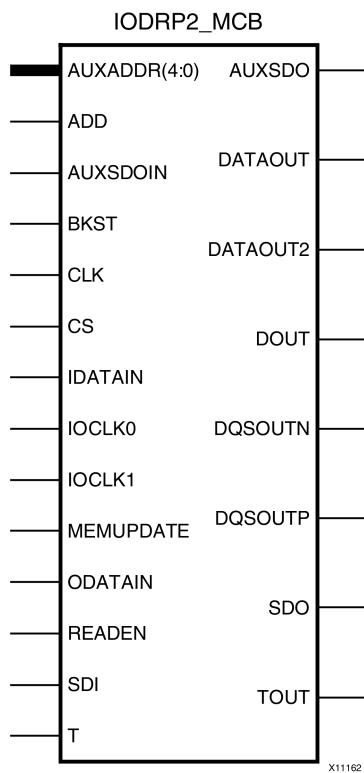 IODRP2_MCB
AUXADDR(4:0)
ADD
AUXSDOIN
BKST
CLK
CS
IDATAIN
IOCLK0
IOCLK1
MEMUPDATE
ODATAIN
READEN
SDI
T
AUXSDO
DATAOUT
DATAOUT2
DOUT
DQSOUTN
DQSOUTP
SDO
TOUT
X11162